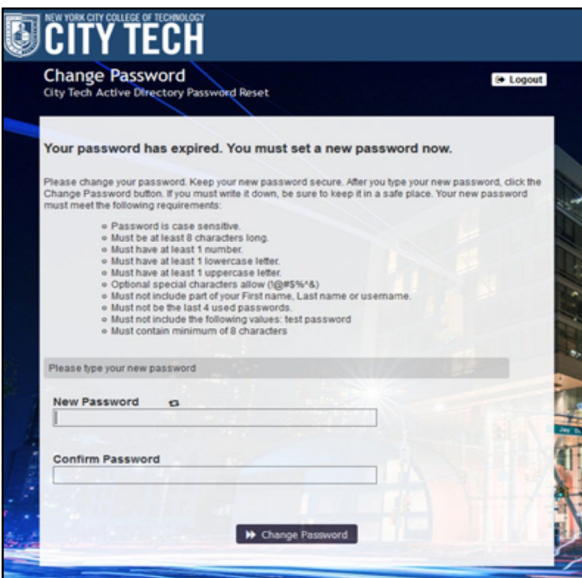 NEW YORK CITY COLLEGE OF TECHNOLOGY
CITY TECH
Change Password
Logout
City Tech Active Directory Password Reset
Your password has expired. You must set a new password now.
Please change your password. Keep your new password secure. After you type your new password, click the
Change Password button. If you must write it down, be sure to keep it in a safe place. Your new password
must meet the following requirements:
Password is case sensitive.
Must be at least 8 characters long.
Must have at least 1 number.
Must have at least 1 lowercase letter.
Must have at least 1 uppercase letter.
Optional special characters allow (!@#$%^&)
Must not include part of your First name, Last name or username.
Must not be the last 4 used passwords.
Must not include the following values: test password
Must contain minimum of 8 characters
Please type your new password
New Password
Confirm Password
Change Password
Jay